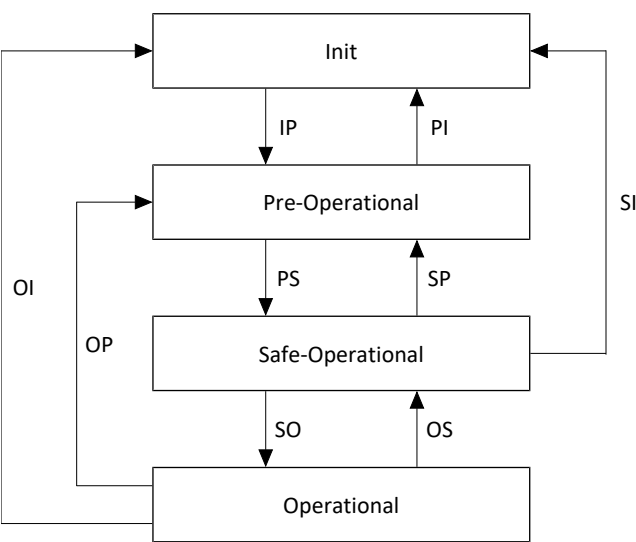 Init
IP
PI
Pre-Operational
SI
PS
SP
OI
OP
Safe-Operational
SO
OS
Operational